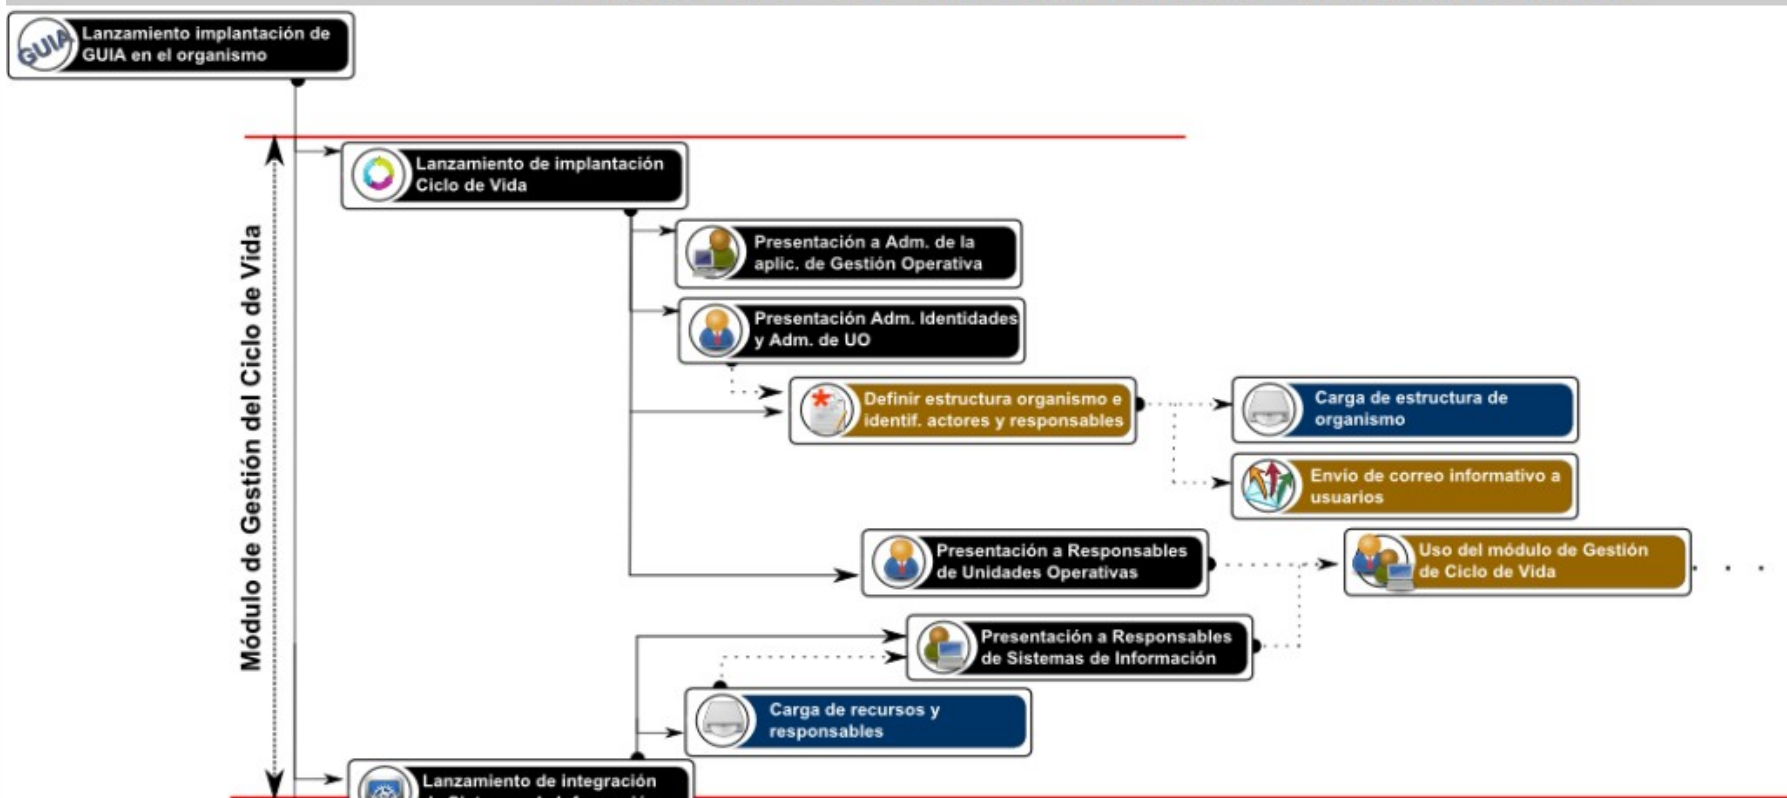 GUIA
Lanzamiento implantación de
GUIA en el organismo
Lanzamiento de implantación
Ciclo de Vida
Módulo de Gestión del Ciclo de Vida
Presentación a Adm. de la
aplic. de Gestión Operativa
Presentación Adm. Identidades
y Adm. de UO
Definir estructura organismo e
identif. actores y responsables
Carga de estructura de
organismo
Envío de correo informativo a
usuarios
Presentación a Responsables
de Unidades Operativas
Uso del módulo de Gestión
de Ciclo de Vida
Presentación a Responsables
de Sistemas de Información
Carga de recursos y
responsables
Lanzamiento de integración